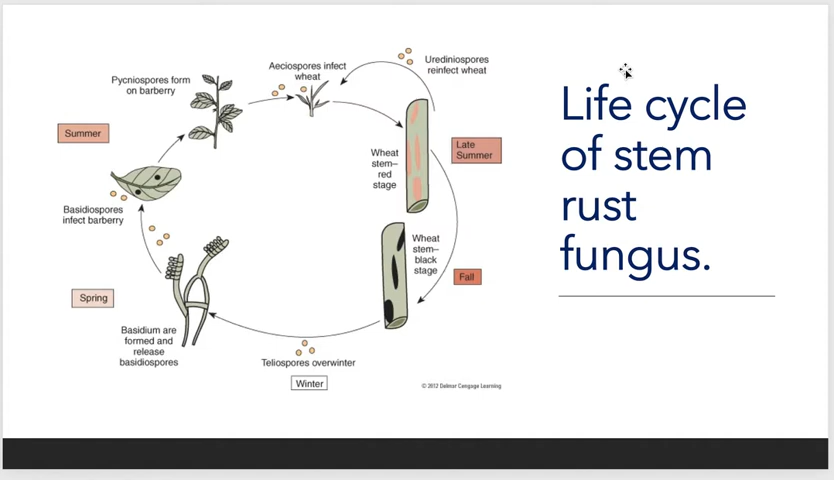 Life cycle
of stem
rust
fungus.
Pycniospores form
on barberry
Aeciospores infect
wheat
Urediniospores
reinfect wheat
Summer
Late
Summer
Wheat
stem–
red
stage
Basidiospores
infect barberry
Wheat
stem–
black
stage
Fall
Spring
Basidium are
formed and
release
basidiospores
Teliospores overwinter
Winter
© 2012 Delmar Cengage Learning